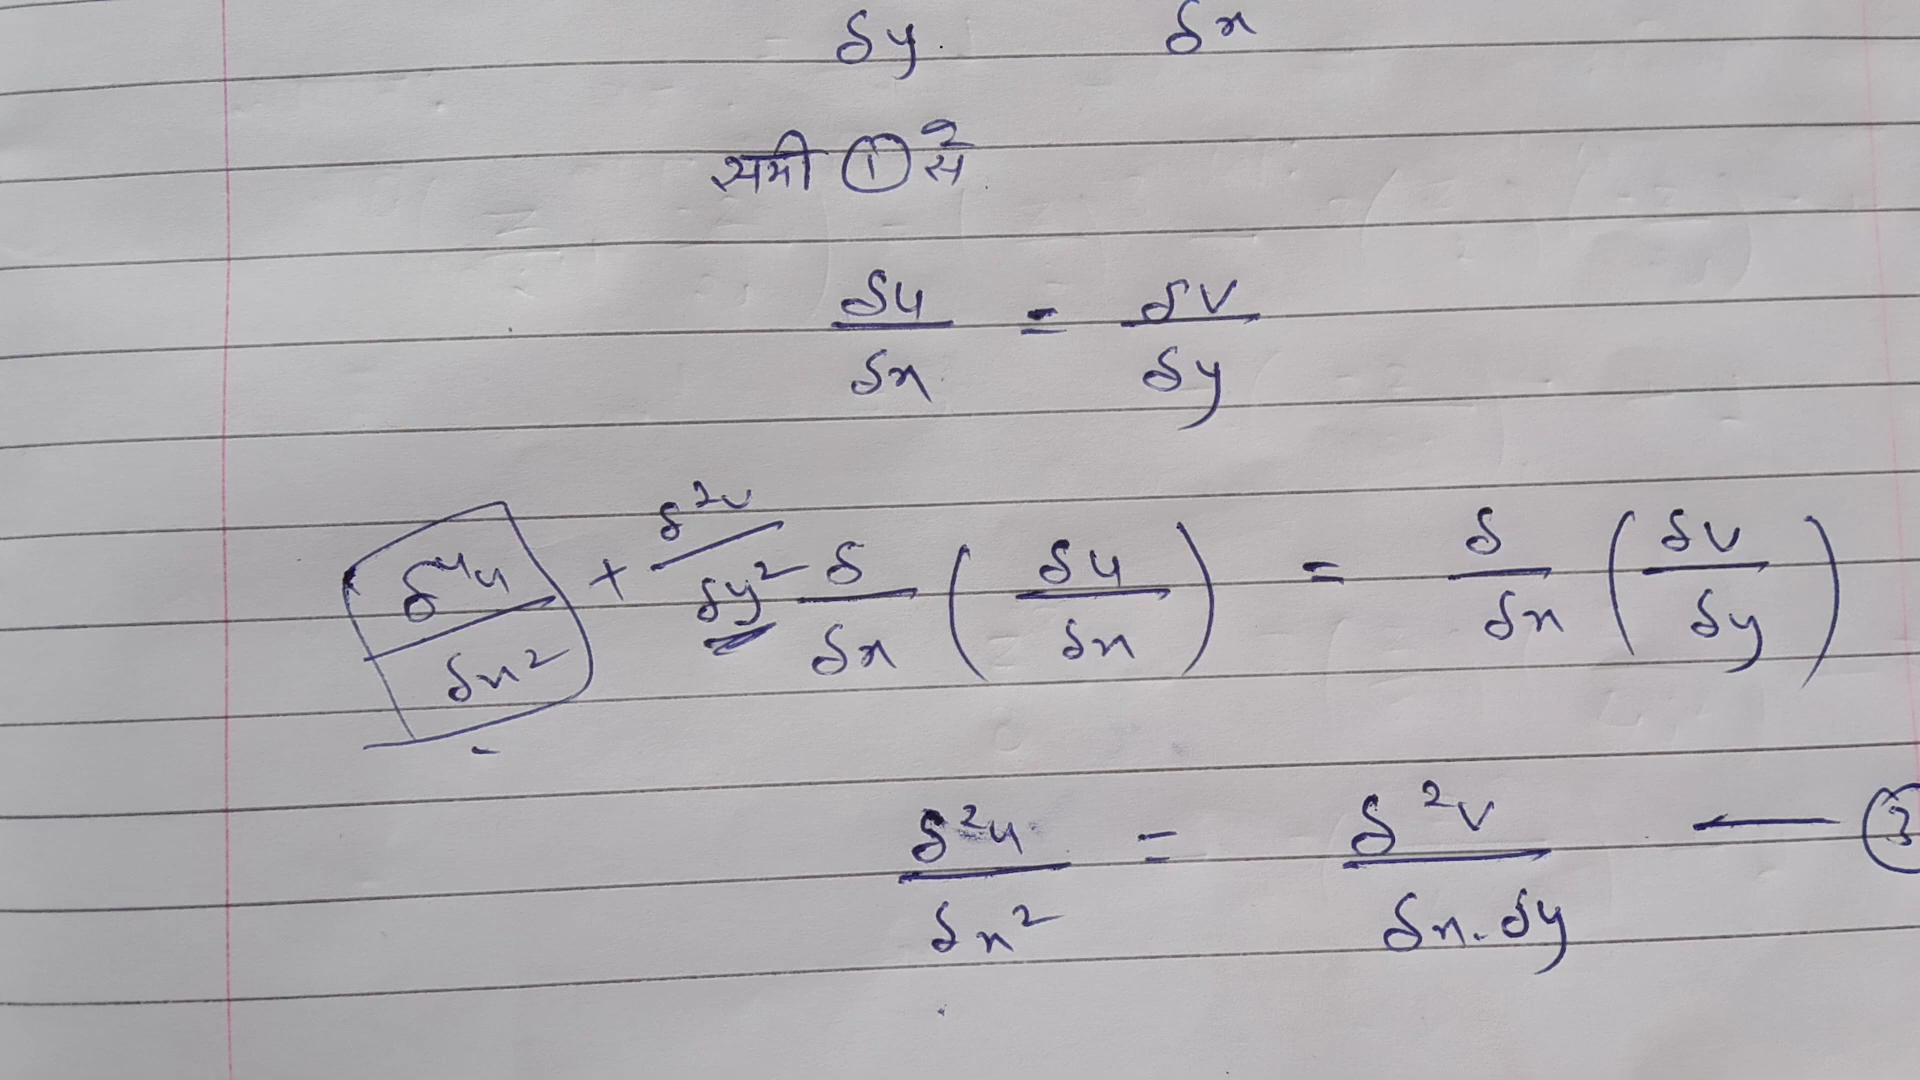 δy δx
समी ① से
δu/δx = δv/δy
δ²u/δx² + δ²v/δy² δ/δx (δu/δx) = δ/δx (δv/δy)
δ²u/δx² = δ²v/δx.δy — ③